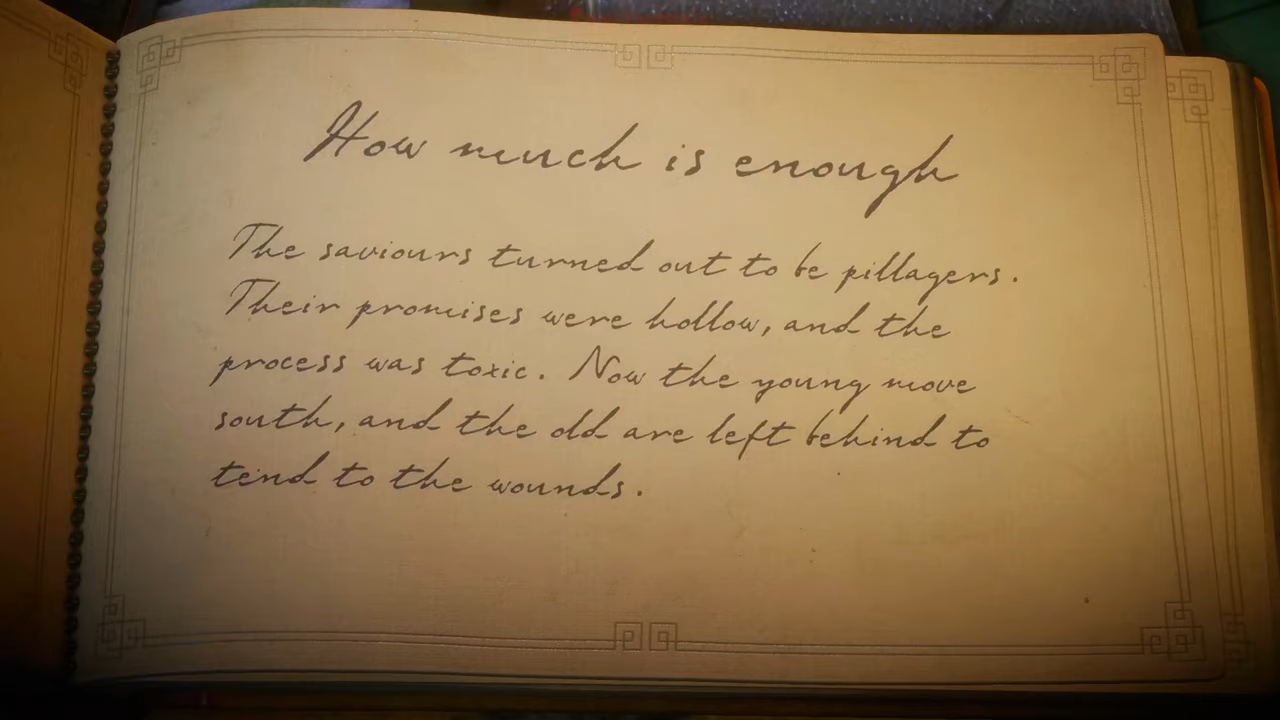 How much is enough
The saviours turned out to be pillagers.
Their promises were hollow, and the
process was toxic. Now the young move
south, and the old are left behind to
tend to the wounds.